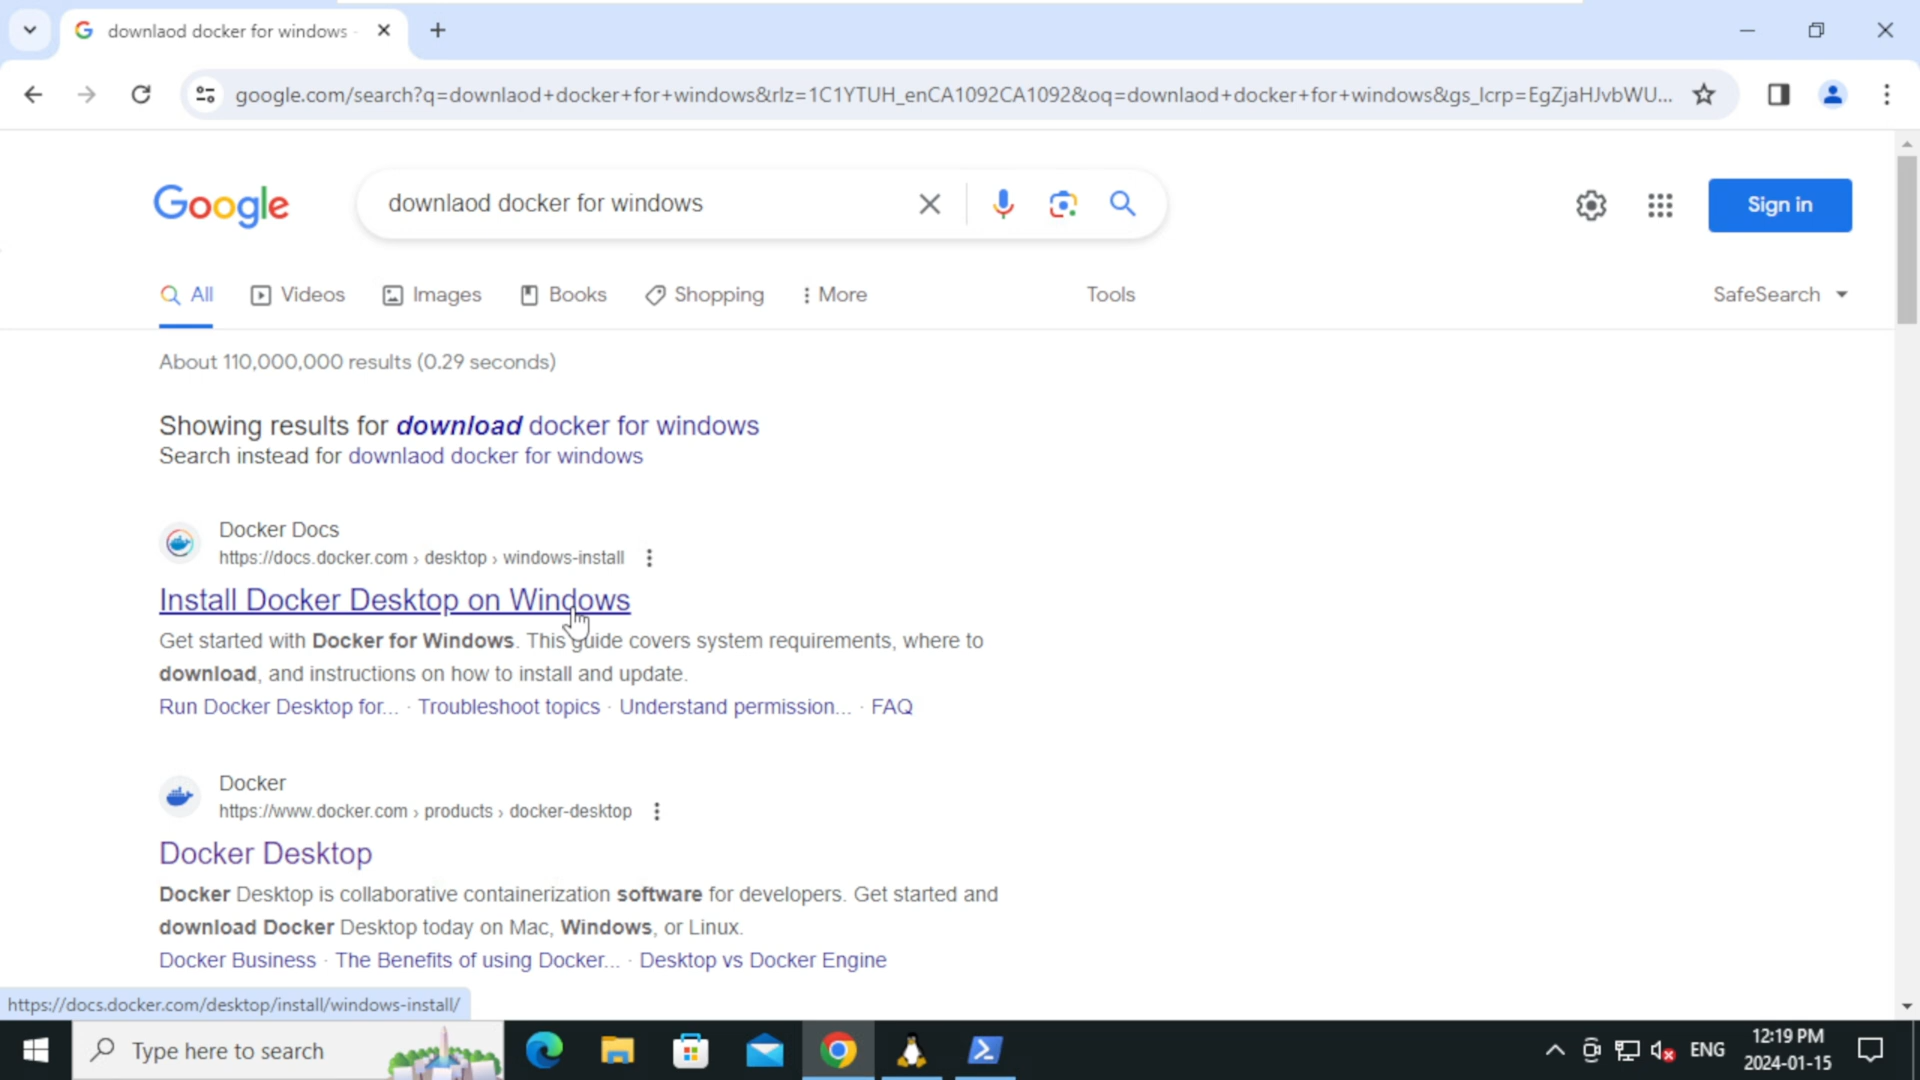 downlaod docker for windows
google.com/search?q=downlaod+docker+for+windows&rlz=1C1YTUH_enCA1092CA1092&oq=downlaod+docker+for+windows&gs_lcrp=EgZjaHJvbWU...
Google
downlaod docker for windows
Sign in
All
Videos
Images
Books
Shopping
More
Tools
SafeSearch
About 110,000,000 results (0.29 seconds)
Showing results for download docker for windows
Search instead for downlaod docker for windows
Docker Docs
https://docs.docker.com › desktop › windows-install
Install Docker Desktop on Windows
Get started with Docker for Windows. This guide covers system requirements, where to
download, and instructions on how to install and update.
Run Docker Desktop for... · Troubleshoot topics · Understand permission... · FAQ
Docker
https://www.docker.com › products › docker-desktop
Docker Desktop
Docker Desktop is collaborative containerization software for developers. Get started and
download Docker Desktop today on Mac, Windows, or Linux.
Docker Business · The Benefits of using Docker... · Desktop vs Docker Engine
https://docs.docker.com/desktop/install/windows-install/
Type here to search
ENG
12:19 PM
2024-01-15